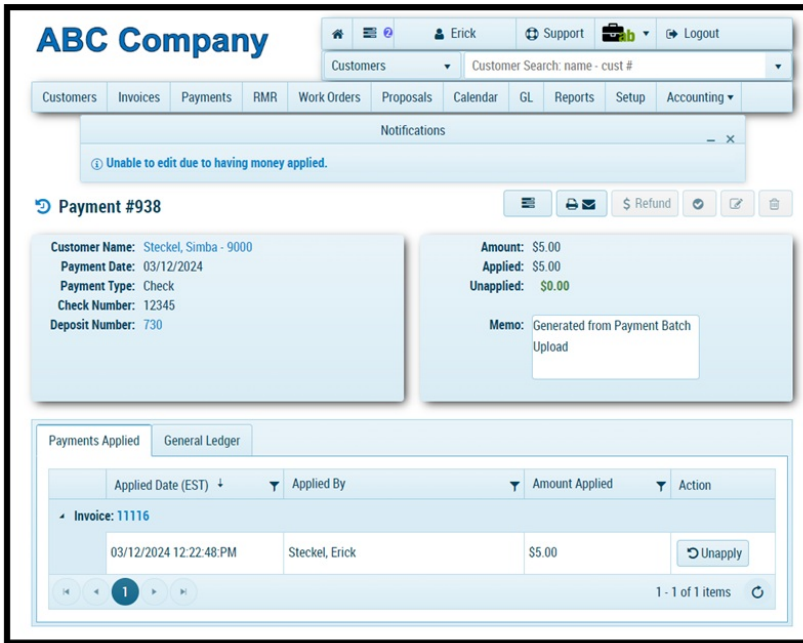 ABC Company
Erick Support ab Logout
Customers Customer Search: name - cust #
Customers Invoices Payments RMR Work Orders Proposals Calendar GL Reports Setup Accounting
Notifications
Unable to edit due to having money applied.
Payment #938
$ Refund
Customer Name: Steckel, Simba - 9000
Payment Date: 03/12/2024
Payment Type: Check
Check Number: 12345
Deposit Number: 730
Amount: $5.00
Applied: $5.00
Unapplied: $0.00
Memo: Generated from Payment Batch
Upload
Payments Applied General Ledger
Applied Date (EST) Applied By Amount Applied Action
Invoice: 11116
03/12/2024 12:22:48:PM Steckel, Erick $5.00 Unapply
1 1 - 1 of 1 items